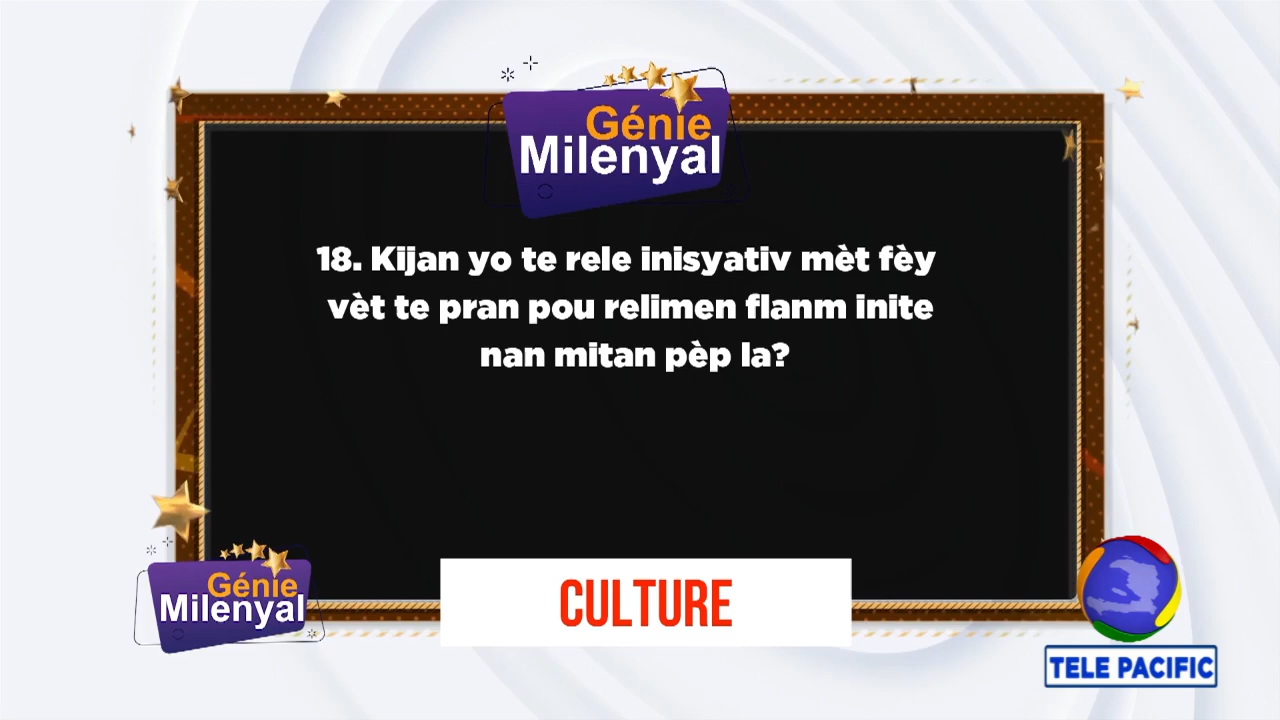 Génie
Milenyal
18. Kijan yo te rele inisyativ mèt fèy
vèt te pran pou relimen flanm inite
nan mitan pèp la?
Génie
Milenyal
CULTURE
TELE PACIFIC